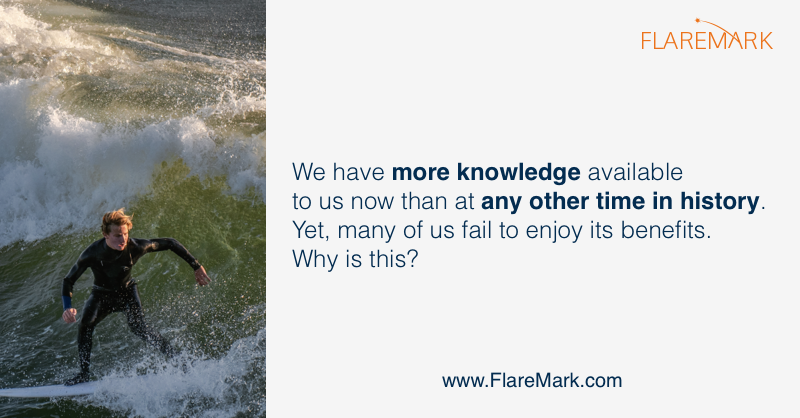 FLAREMARK
We have more knowledge available
to us now than at any other time in history.
Yet, many of us fail to enjoy its benefits.
Why is this?
www.FlareMark.com